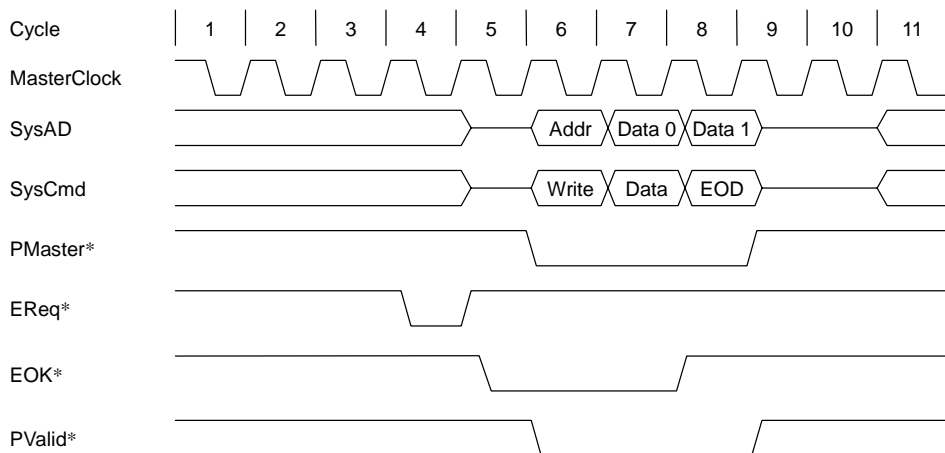 Cycle 1 2 3 4 5 6 7 8 9 10 11
MasterClock
SysAD Addr Data 0 Data 1
SysCmd Write Data EOD
PMaster*
EReq*
EOK*
PValid*